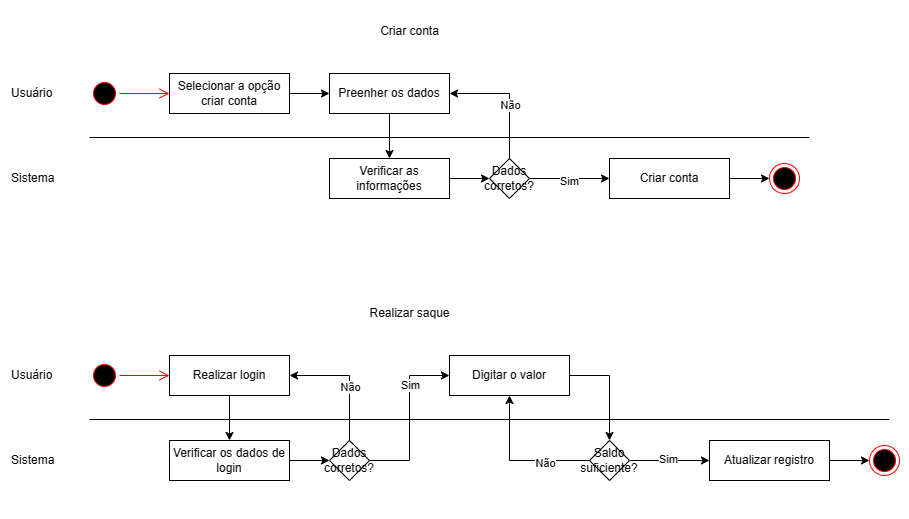 Criar conta
Usuário
Selecionar a opção
criar conta
Preenher os dados
Não
Sistema
Verificar as
informações
Dados
corretos?
Sim
Criar conta
Realizar saque
Usuário
Realizar login
Não
Sim
Digitar o valor
Sistema
Verificar os dados de
login
Dados
corretos?
Não
Saldo
suficiente?
Sim
Atualizar registro